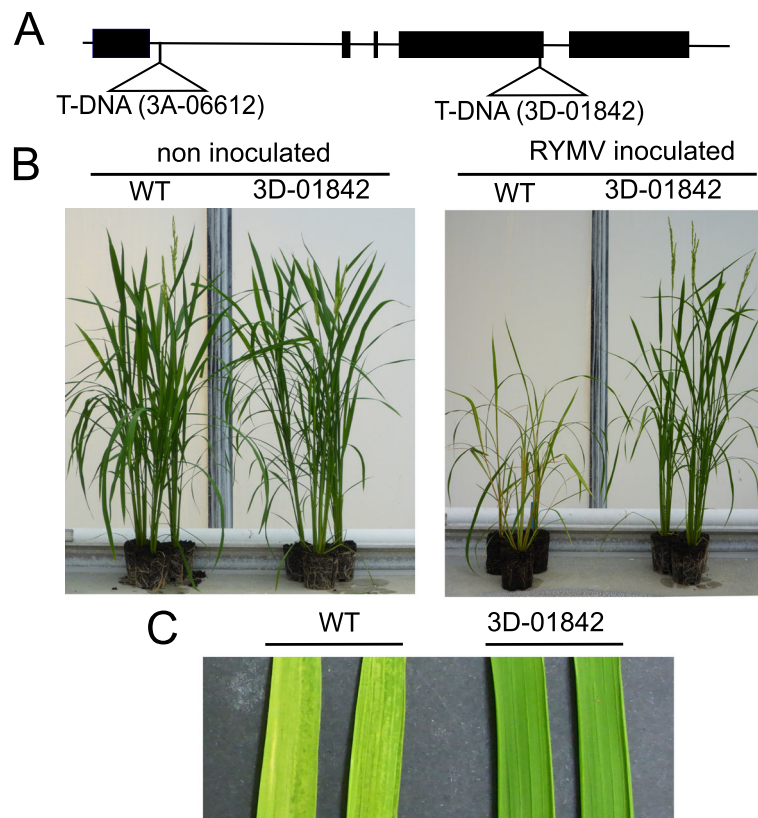 A
T-DNA (3A-06612)
T-DNA (3D-01842)
B
non inoculated
RYMV inoculated
WT
3D-01842
WT
3D-01842
C
WT
3D-01842